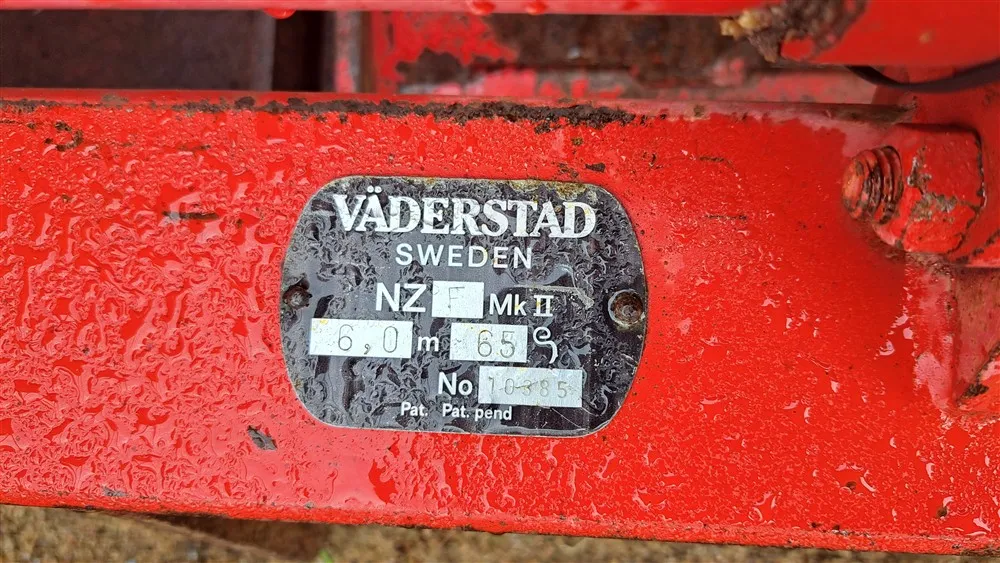 VÄDERSTAD
SWEDEN
NZ F Mk II
6,0 m 65
No 10385
Pat. Pat. pend